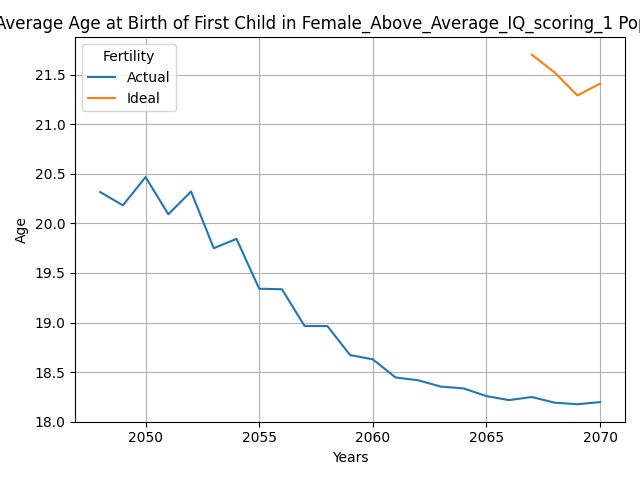 Average Age at Birth of First Child in Female_Above_Average_IQ_scoring_1 Pop
Fertility
Actual
Ideal
21.5
21.0
20.5
20.0
19.5
19.0
18.5
18.0
Age
2050 2055 2060 2065 2070
Years